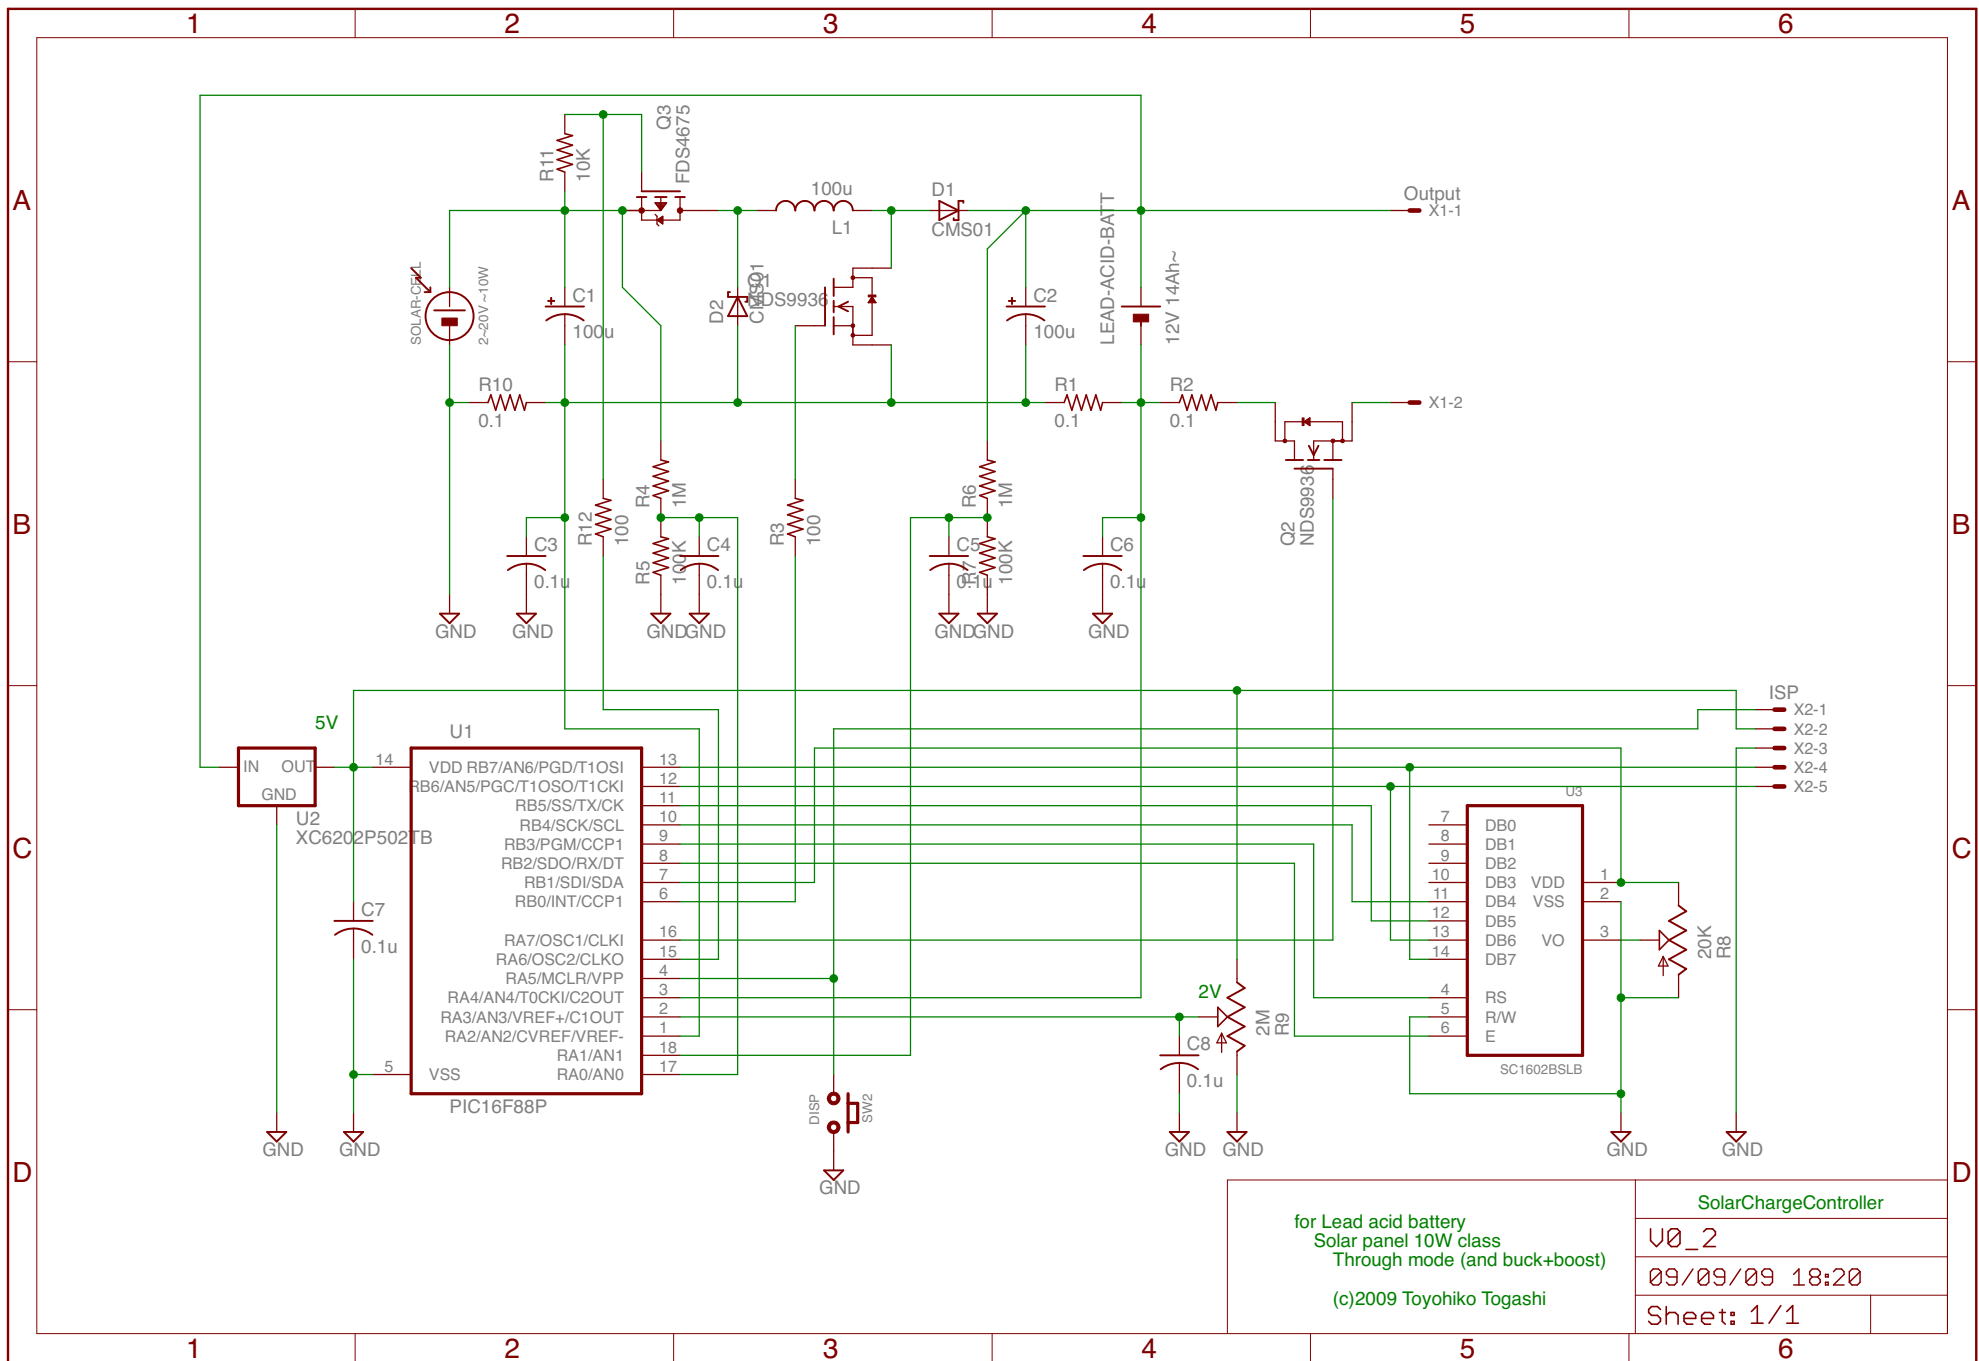 1 2 3 4 5 6
A
B
C
D
A
B
C
D
1 2 3 4 5 6
Q3
FDS4675
R11
10K
100u
L1
D1
CMS01
LEAD-ACID-BATT
12V 14Ah~
Output
X1-1
SOLAR-CELL
2~20V ~10W
C1
100u
D2
CMS01
Q1
NDS9936
C2
100u
R10
0.1
R1
0.1
R2
0.1
X1-2
R12
100
R4
1M
R3
100
R6
1M
Q2
NDS9936
C3
0.1u
R5
100K
C4
0.1u
C5
0.1u
R7
100K
C6
0.1u
GND
GND
GND
GND
GND
GND
GND
5V
U1
ISP
X2-1
X2-2
X2-3
X2-4
X2-5
IN OUT
GND
U2
XC6202P502TB
C7
0.1u
14 VDD RB7/AN6/PGD/T1OSI 13
RB6/AN5/PGC/T1OSO/T1CKI 12
RB5/SS/TX/CK 11
RB4/SCK/SCL 10
RB3/PGM/CCP1 9
RB2/SDO/RX/DT 8
RB1/SDI/SDA 7
RB0/INT/CCP1 6
RA7/OSC1/CLKI 16
RA6/OSC2/CLKO 15
RA5/MCLR/VPP 4
RA4/AN4/T0CKI/C2OUT 3
RA3/AN3/VREF+/C1OUT 2
RA2/AN2/CVREF/VREF- 1
RA1/AN1 18
5 VSS RA0/AN0 17
PIC16F88P
U3
7 DB0
8 DB1
9 DB2
10 DB3 VDD 1
11 DB4 VSS 2
12 DB5
13 DB6 VO 3
14 DB7
4 RS
5 R/W
6 E
SC1602BSLB
20K
R8
2V
2M
R9
C8
0.1u
DISP
SW2
GND
GND
GND
GND
GND
GND
GND
for Lead acid battery
Solar panel 10W class
Through mode (and buck+boost)
(c)2009 Toyohiko Togashi
SolarChargeController
V0_2
09/09/09 18:20
Sheet: 1/1